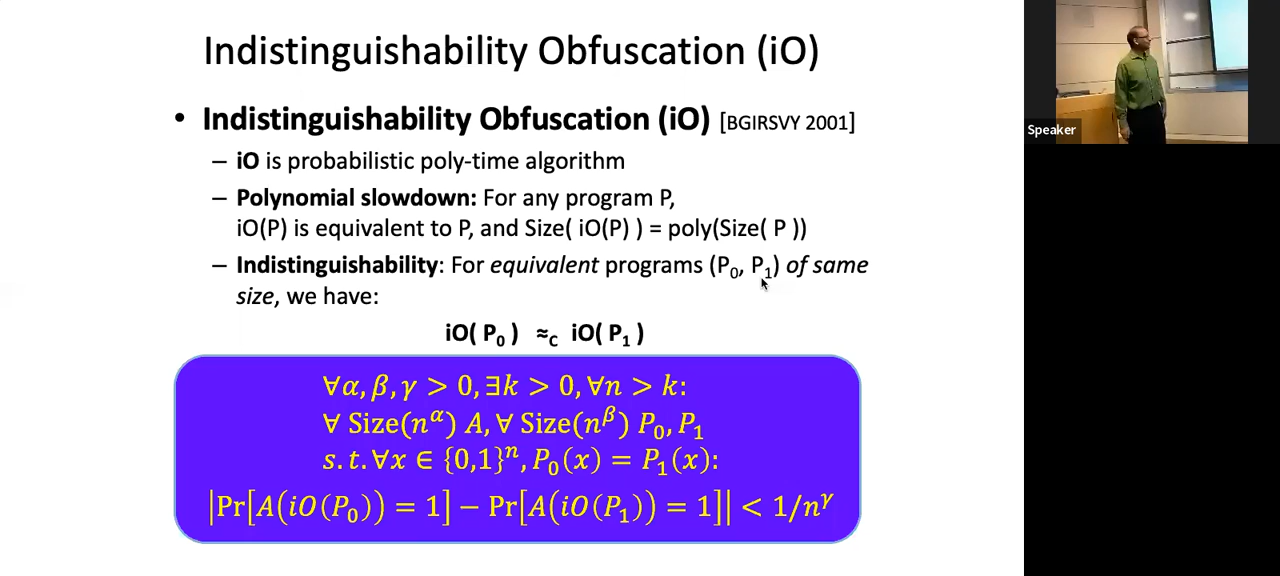 Indistinguishability Obfuscation (iO)
• Indistinguishability Obfuscation (iO) [BGIRSVY 2001]
– iO is probabilistic poly-time algorithm
– Polynomial slowdown: For any program P,
iO(P) is equivalent to P, and Size( iO(P) ) = poly(Size( P ))
– Indistinguishability: For equivalent programs (P₀, P₁) of same
size, we have:
iO( P₀ ) ≈c iO( P₁ )
∀α, β, γ > 0, ∃k > 0, ∀n > k:
∀ Size(n^α) A, ∀ Size(n^β) P₀, P₁
s.t. ∀x ∈ {0,1}ⁿ, P₀(x) = P₁(x):
|Pr[A(iO(P₀)) = 1] − Pr[A(iO(P₁)) = 1]| < 1/n^γ
Speaker